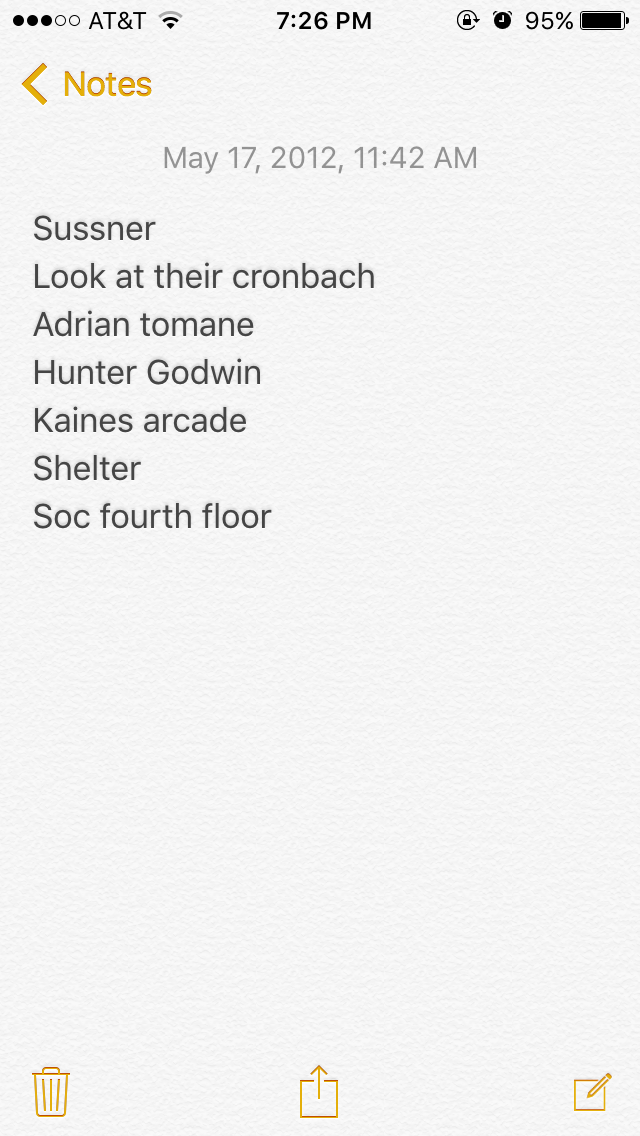 AT&T 7:26 PM 95%
Notes
May 17, 2012, 11:42 AM
Sussner
Look at their cronbach
Adrian tomane
Hunter Godwin
Kaines arcade
Shelter
Soc fourth floor